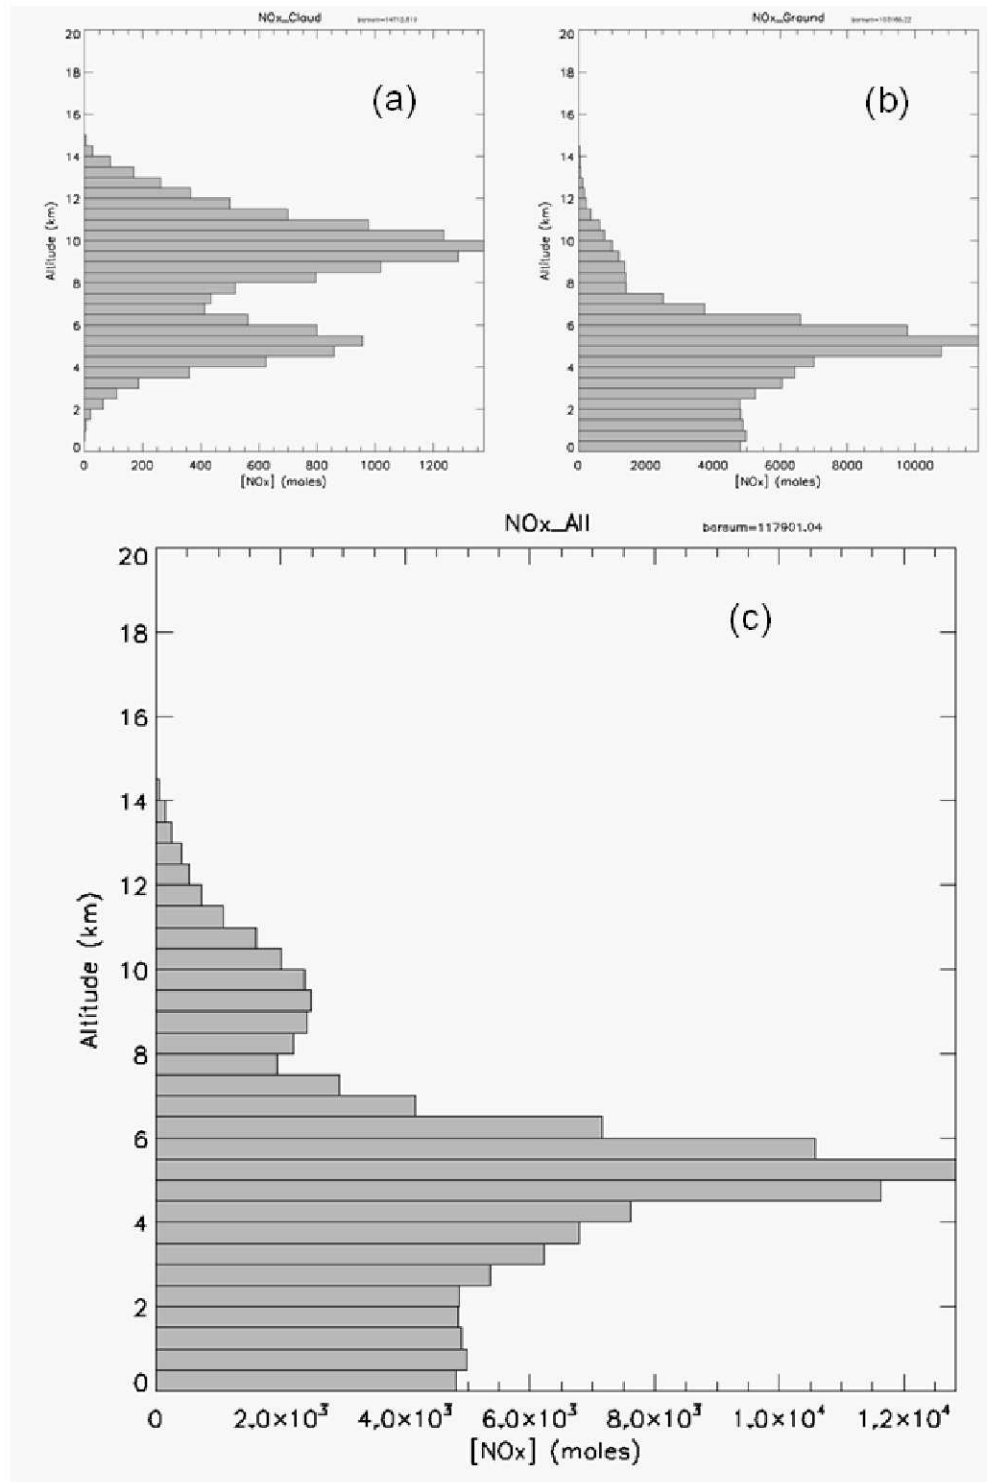 NOx_Cloud
NOx_Ground
(a)
(b)
20
18
16
14
12
10
8
6
4
2
0
Altitude (km)
0 200 400 600 800 1000 1200
[NOx] (moles)
20
18
16
14
12
10
8
6
4
2
0
Altitude (km)
0 2000 4000 6000 8000 10000
[NOx] (moles)
NOx_All barsum=117901.04
(c)
20
18
16
14
12
10
8
6
4
2
0
Altitude (km)
0 2.0×10³ 4.0×10³ 6.0×10³ 8.0×10³ 1.0×10⁴ 1.2×10⁴
[NOx] (moles)